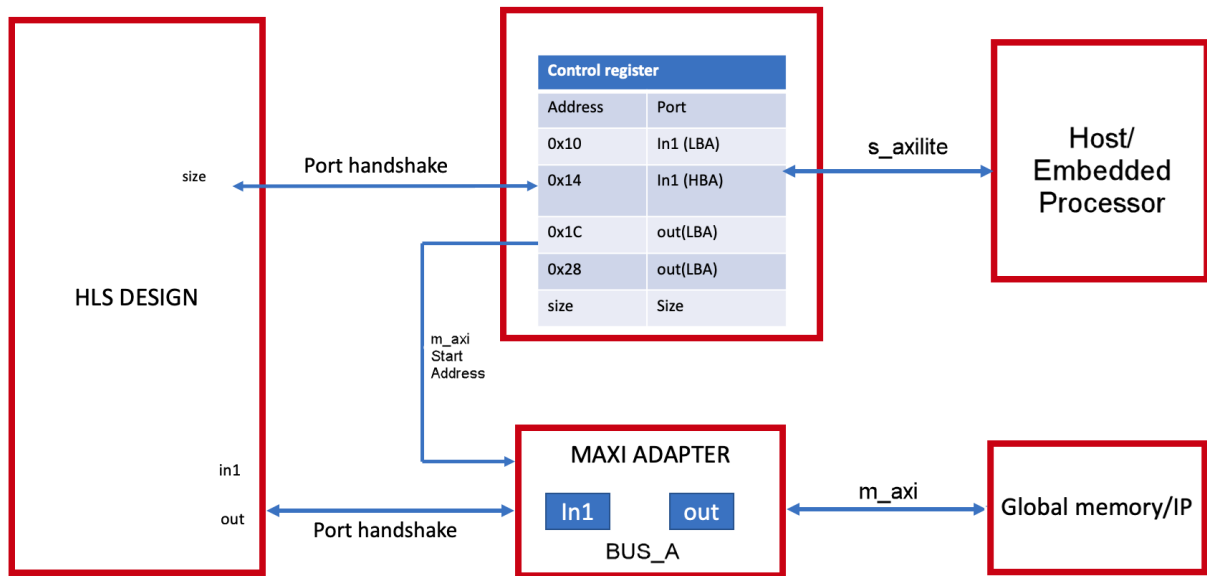 Control register
Address Port
0x10 In1 (LBA)
0x14 In1 (HBA)
0x1C out(LBA)
0x28 out(LBA)
size Size
s_axilite
Host/
Embedded
Processor
Port handshake
size
HLS DESIGN
m_axi
Start
Address
in1
out
Port handshake
MAXI ADAPTER
In1 out
BUS_A
m_axi
Global memory/IP